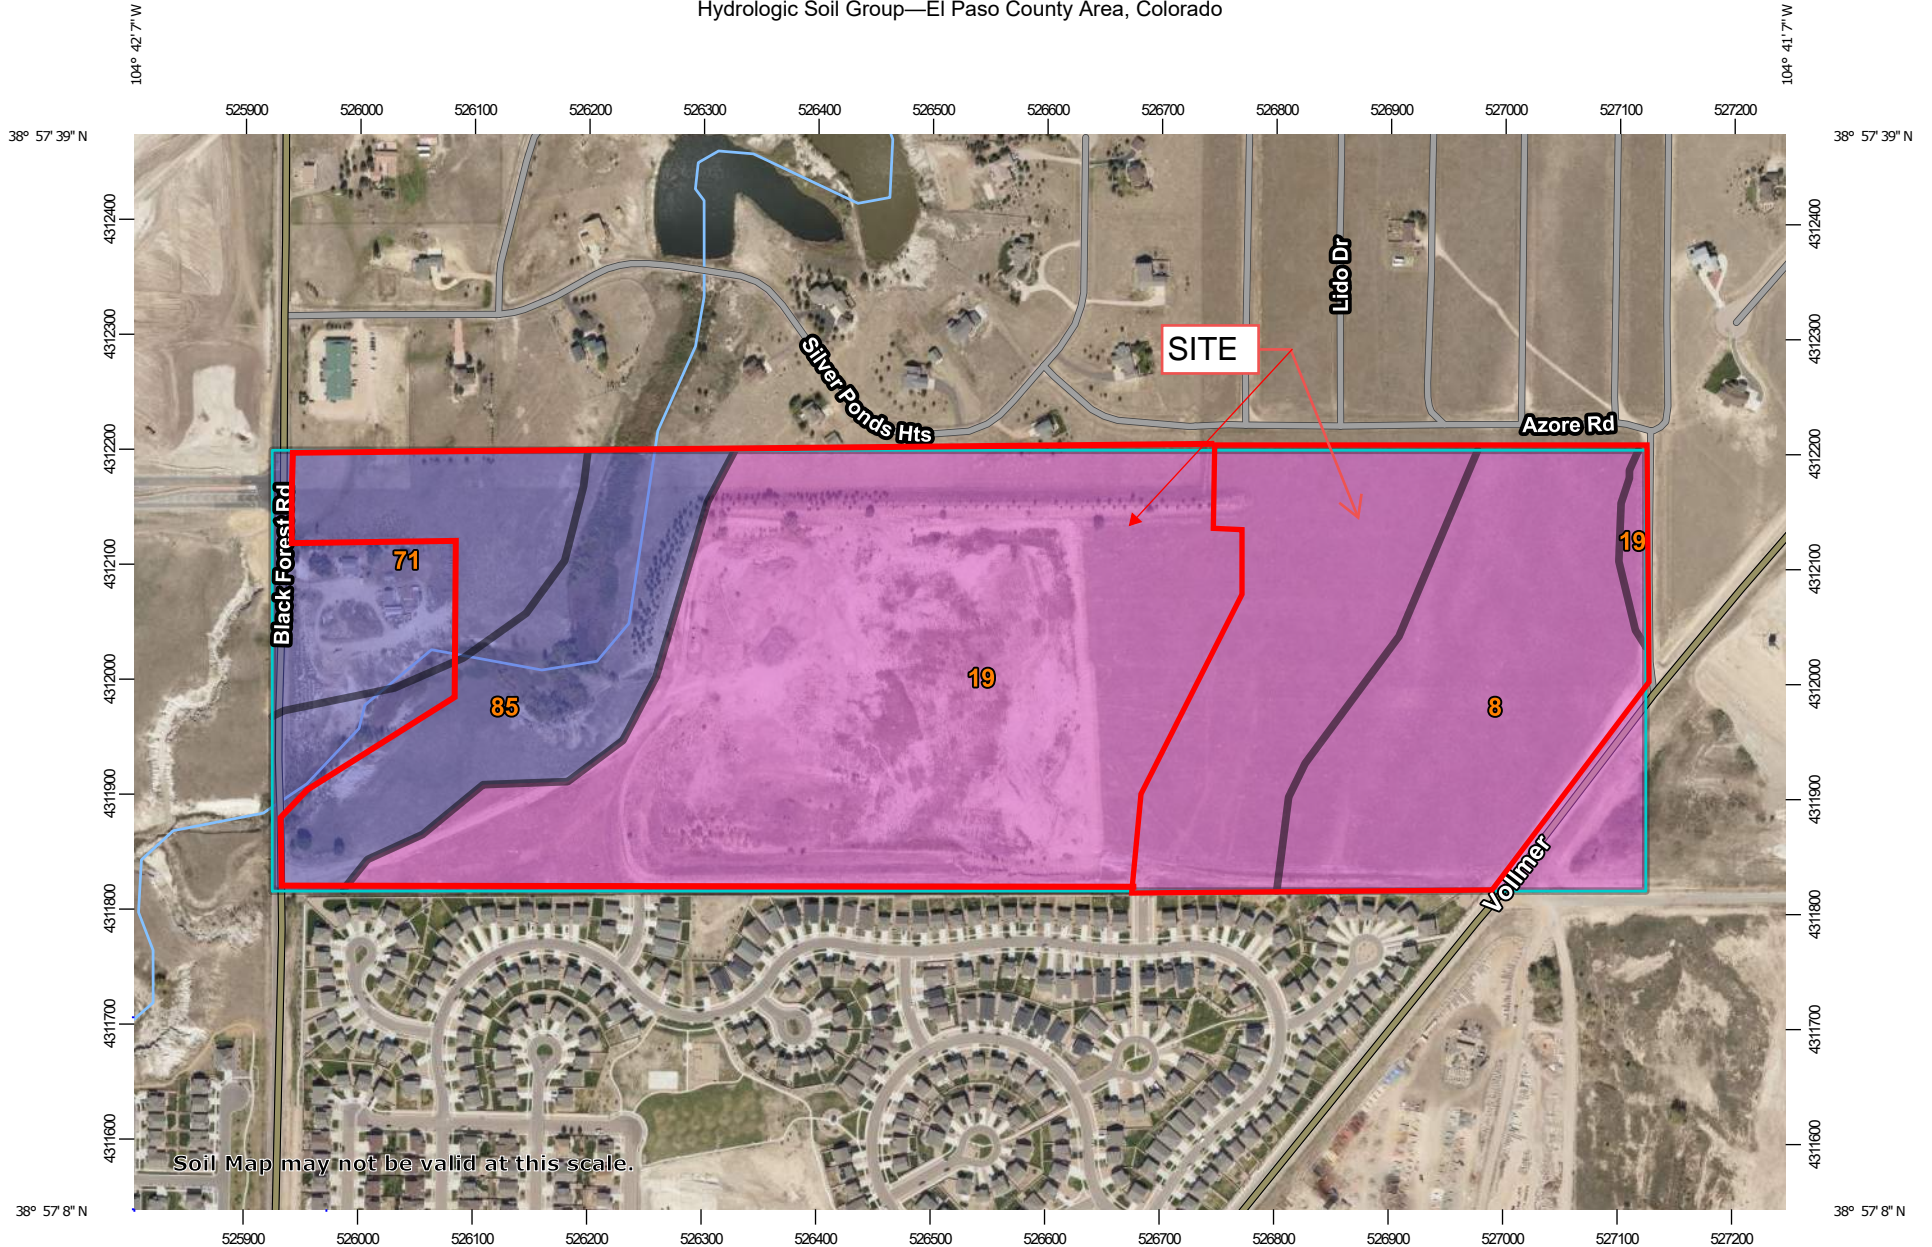 Hydrologic Soil Group—El Paso County Area, Colorado
104° 42' 7" W
104° 41' 7" W
525900 526000 526100 526200 526300 526400 526500 526600 526700 526800 526900 527000 527100 527200
38° 57' 39" N
38° 57' 39" N
4312400
4312400
Lido Dr
4312300
4312300
SITE
Silver Ponds Hts
Azore Rd
4312200
4312200
Black Forest Rd
71
19
4312100
4312100
19
85
8
4312000
4312000
4311900
4311900
Vollmer
4311800
4311800
4311700
4311700
4311600
4311600
Soil Map may not be valid at this scale.
38° 57' 8" N
38° 57' 8" N
525900 526000 526100 526200 526300 526400 526500 526600 526700 526800 526900 527000 527100 527200